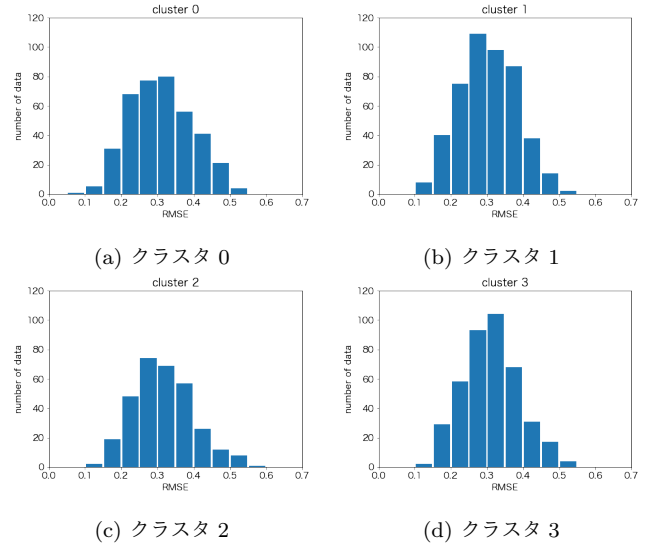 cluster 0
number of data
120
100
80
60
40
20
0
0.0 0.1 0.2 0.3 0.4 0.5 0.6 0.7
RMSE
(a) クラスタ 0
cluster 1
number of data
120
100
80
60
40
20
0
0.0 0.1 0.2 0.3 0.4 0.5 0.6 0.7
RMSE
(b) クラスタ 1
cluster 2
number of data
120
100
80
60
40
20
0
0.0 0.1 0.2 0.3 0.4 0.5 0.6 0.7
RMSE
(c) クラスタ 2
cluster 3
number of data
120
100
80
60
40
20
0
0.0 0.1 0.2 0.3 0.4 0.5 0.6 0.7
RMSE
(d) クラスタ 3